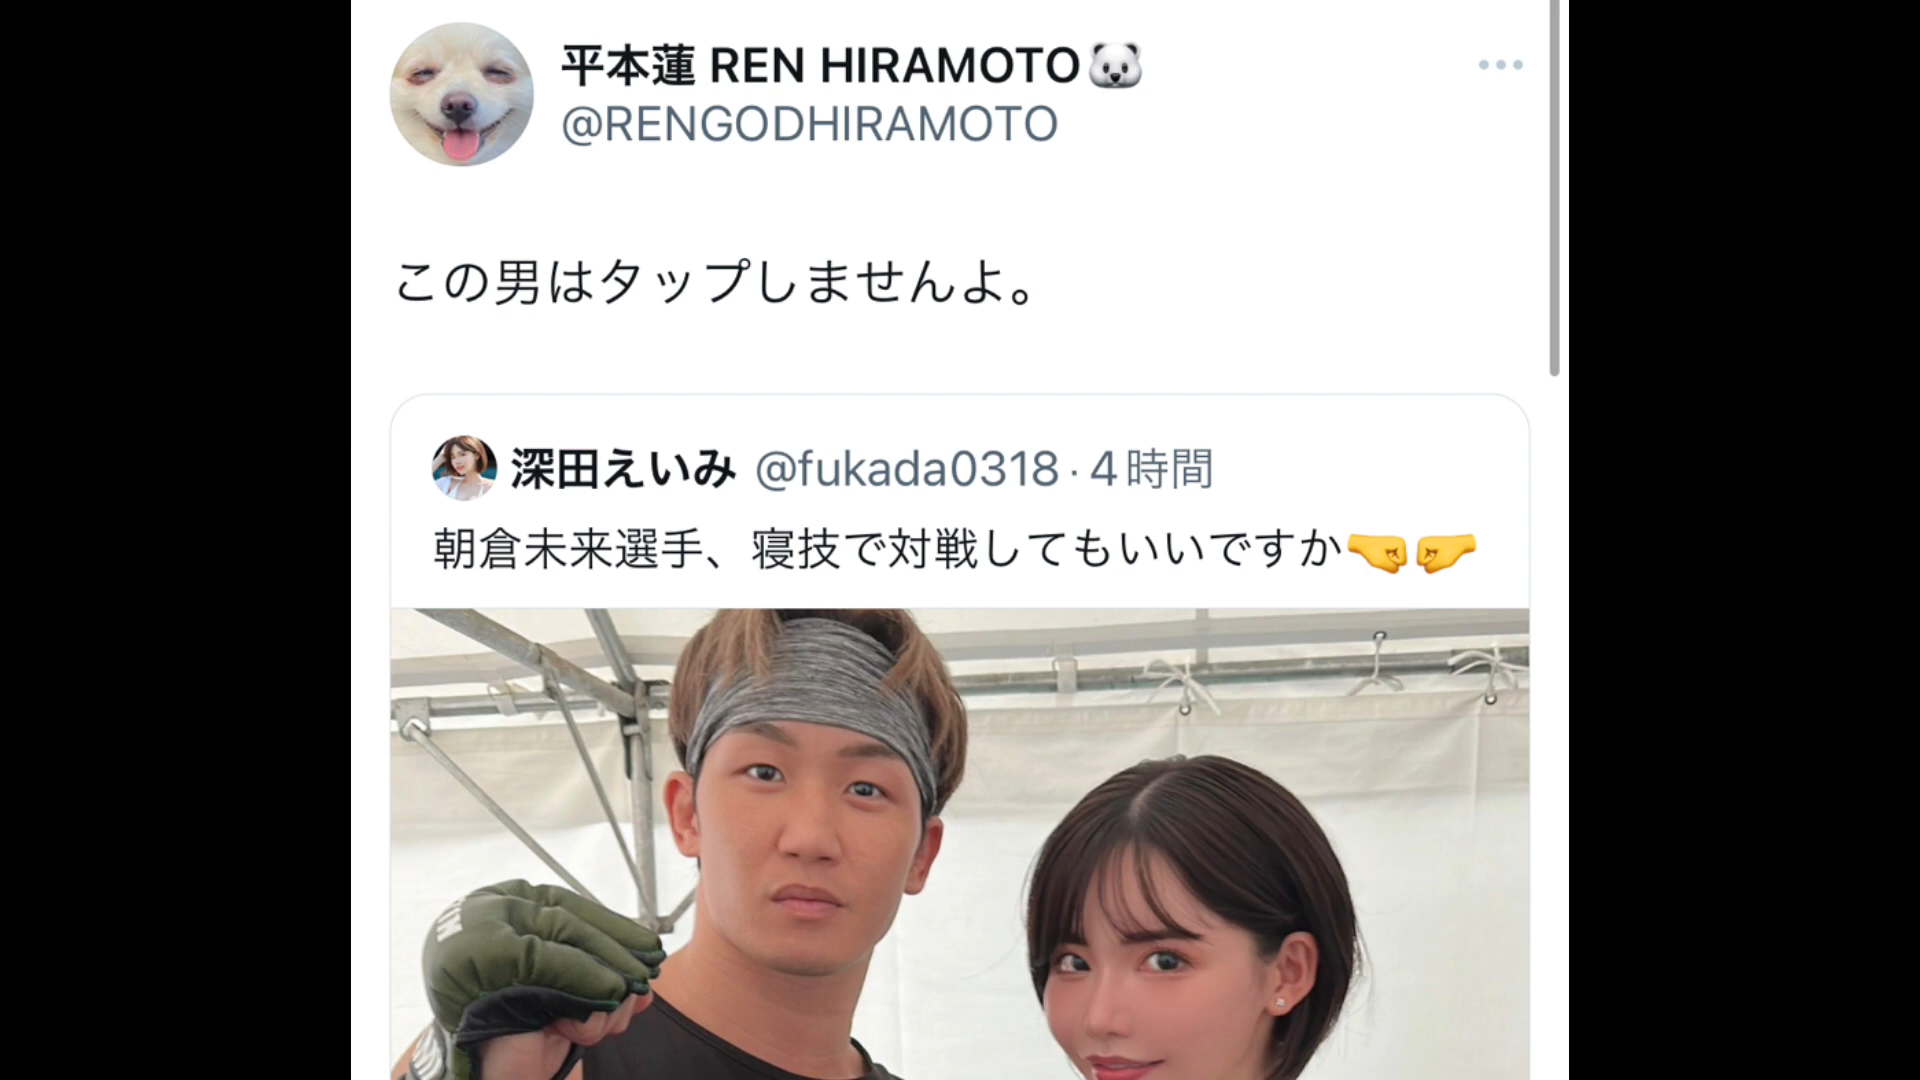 平本蓮 REN HIRAMOTO🐼
@RENGODHIRAMOTO
この男はタップしませんよ。
深田えいみ @fukada0318 · 4時間
朝倉未来選手、寝技で対戦してもいいですか🤜🤛